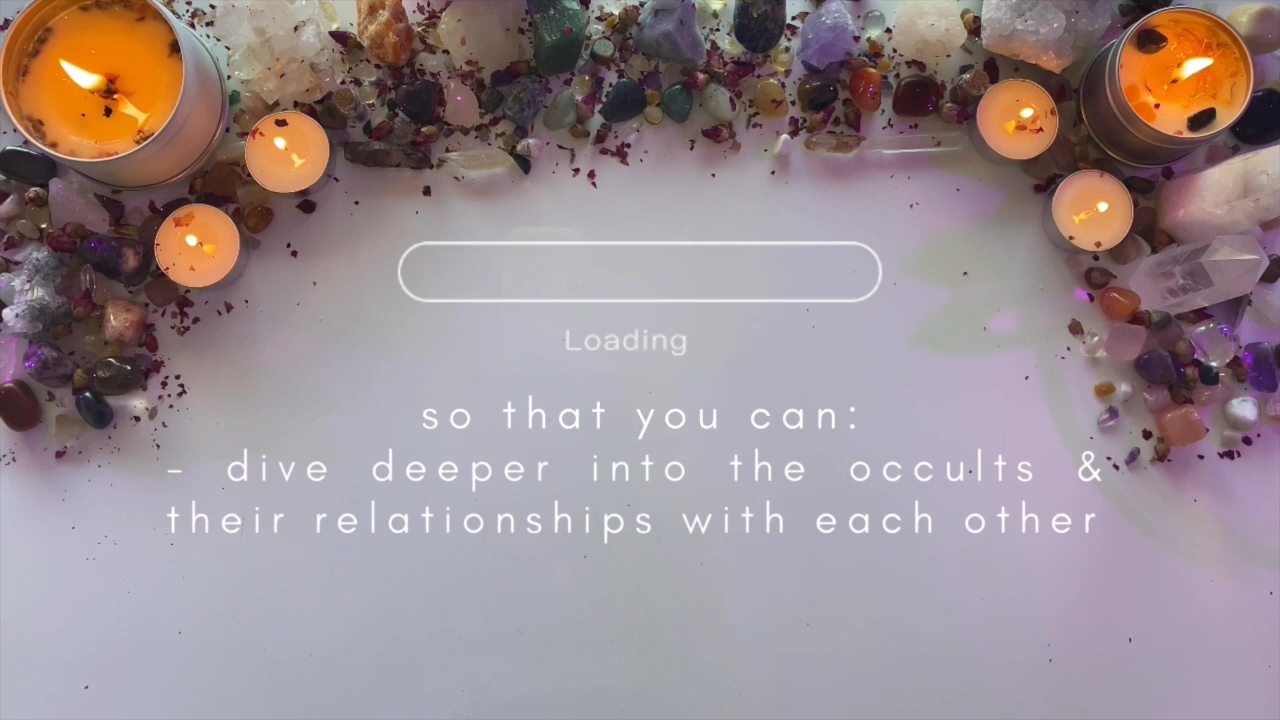 Loading
so that you can:
- dive deeper into the occults &
their relationships with each other